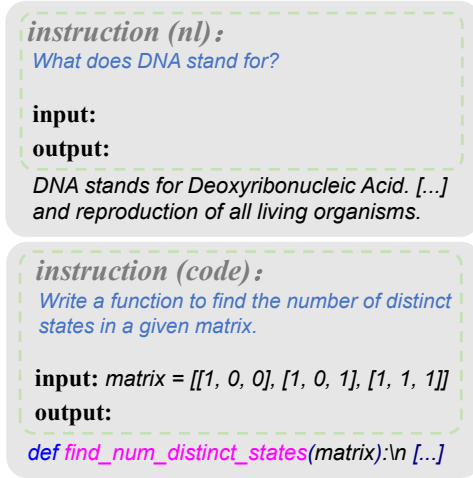 instruction (nl):
What does DNA stand for?
input:
output:
DNA stands for Deoxyribonucleic Acid. [...]
and reproduction of all living organisms.
instruction (code):
Write a function to find the number of distinct
states in a given matrix.
input: matrix = [[1, 0, 0], [1, 0, 1], [1, 1, 1]]
output:
def find_num_distinct_states(matrix):\n [...]